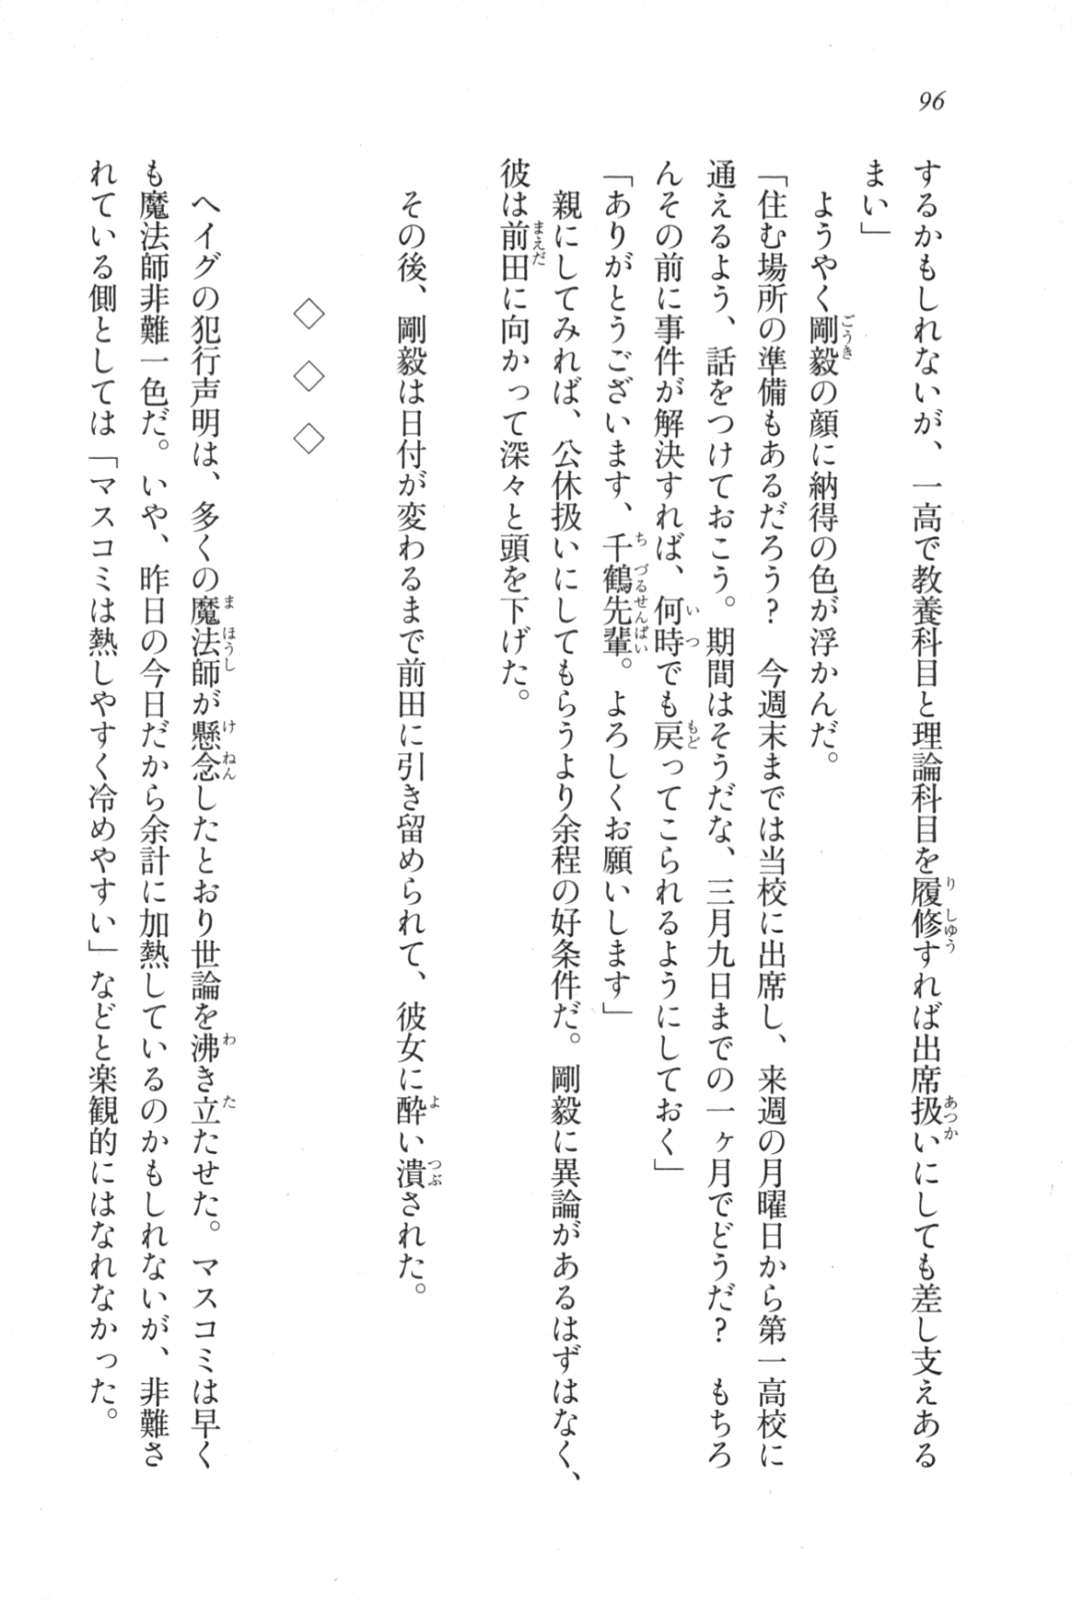 96
するかもしれないが、一高で教養科目と理論科目を履修すれば出席扱いにしても差し支えある
まい」
　ようやく剛毅の顔に納得の色が浮かんだ。
「住む場所の準備もあるだろう？　今週末までは当校に出席し、来週の月曜日から第一高校に
通えるよう、話をつけておこう。期間はそうだな、三月九日までの一ヶ月でどうだ？　もちろ
んその前に事件が解決すれば、何時でも戻ってこられるようにしておく」
「ありがとうございます、千鶴先輩。よろしくお願いします」
　親にしてみれば、公休扱いにしてもらうより余程の好条件だ。剛毅に異論があるはずはなく、
彼は前田に向かって深々と頭を下げた。
　その後、剛毅は日付が変わるまで前田に引き留められて、彼女に酔い潰された。
◇　◇　◇
　ヘイグの犯行声明は、多くの魔法師が懸念したとおり世論を沸き立たせた。マスコミは早く
も魔法師非難一色だ。いや、昨日の今日だから余計に加熱しているのかもしれないが、非難さ
れている側としては「マスコミは熱しやすく冷めやすい」などと楽観的にはなれなかった。